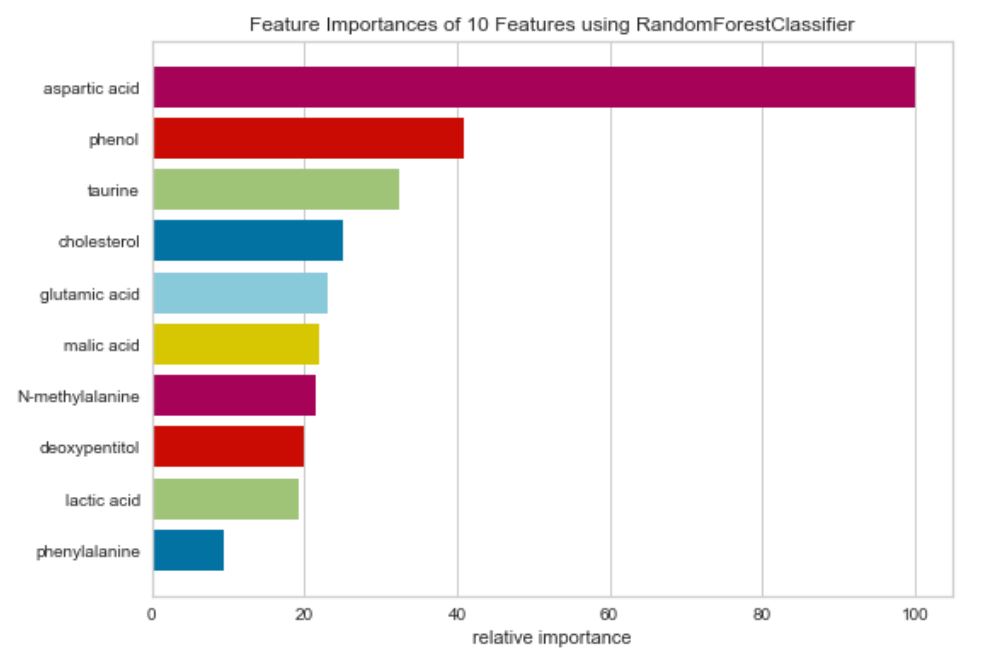 Feature Importances of 10 Features using RandomForestClassifier
aspartic acid
phenol
taurine
cholesterol
glutamic acid
malic acid
N-methylalanine
deoxypentitol
lactic acid
phenylalanine
0 20 40 60 80 100
relative importance